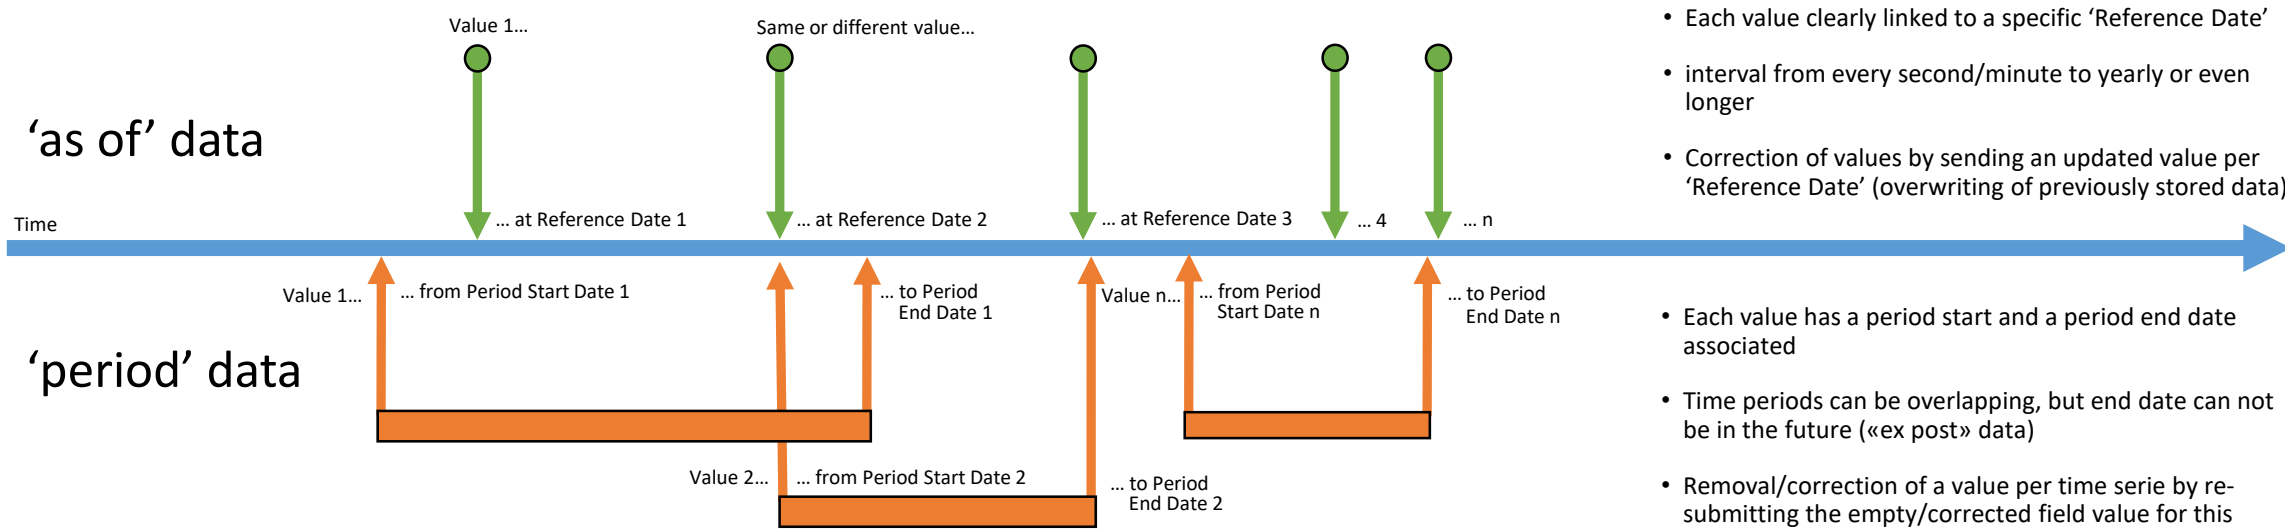 Value 1...
Same or different value...
'as of' data
Time
... at Reference Date 1
... at Reference Date 2
... at Reference Date 3
... 4
... n
• Each value clearly linked to a specific ‘Reference Date’
• interval from every second/minute to yearly or even
longer
• Correction of values by sending an updated value per
‘Reference Date’ (overwriting of previously stored data)
'period' data
Value 1...
... from Period Start Date 1
... to Period
End Date 1
Value n...
... from Period
Start Date n
... to Period
End Date n
Value 2...
... from Period Start Date 2
... to Period
End Date 2
• Each value has a period start and a period end date
associated
• Time periods can be overlapping, but end date can not
be in the future («ex post» data)
• Removal/correction of a value per time serie by re-
submitting the empty/corrected field value for this